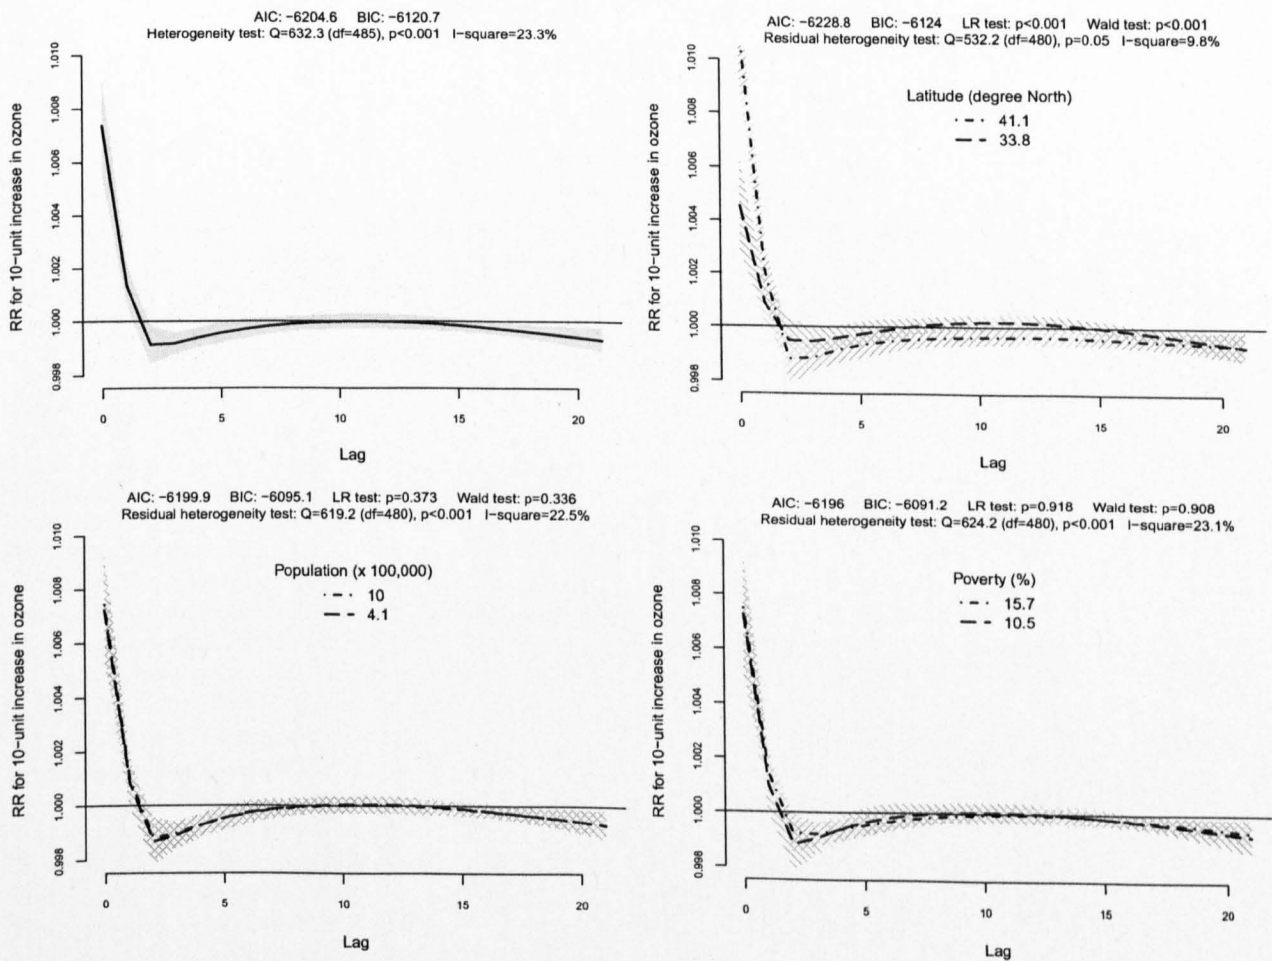 AIC: −6204.6 BIC: −6120.7
Heterogeneity test: Q=632.3 (df=485), p<0.001 I−square=23.3%
RR for 10−unit increase in ozone
1.010
1.008
1.006
1.004
1.002
1.000
0.998
0 5 10 15 20
Lag
AIC: −6228.8 BIC: −6124 LR test: p<0.001 Wald test: p<0.001
Residual heterogeneity test: Q=532.2 (df=480), p=0.05 I−square=9.8%
Latitude (degree North)
41.1
33.8
RR for 10−unit increase in ozone
1.010
1.008
1.006
1.004
1.002
1.000
0.998
0 5 10 15 20
Lag
AIC: −6199.9 BIC: −6095.1 LR test: p=0.373 Wald test: p=0.336
Residual heterogeneity test: Q=619.2 (df=480), p<0.001 I−square=22.5%
Population (x 100,000)
10
4.1
RR for 10−unit increase in ozone
1.010
1.008
1.006
1.004
1.002
1.000
0.998
0 5 10 15 20
Lag
AIC: −6196 BIC: −6091.2 LR test: p=0.918 Wald test: p=0.908
Residual heterogeneity test: Q=624.2 (df=480), p<0.001 I−square=23.1%
Poverty (%)
15.7
10.5
RR for 10−unit increase in ozone
1.010
1.008
1.006
1.004
1.002
1.000
0.998
0 5 10 15 20
Lag